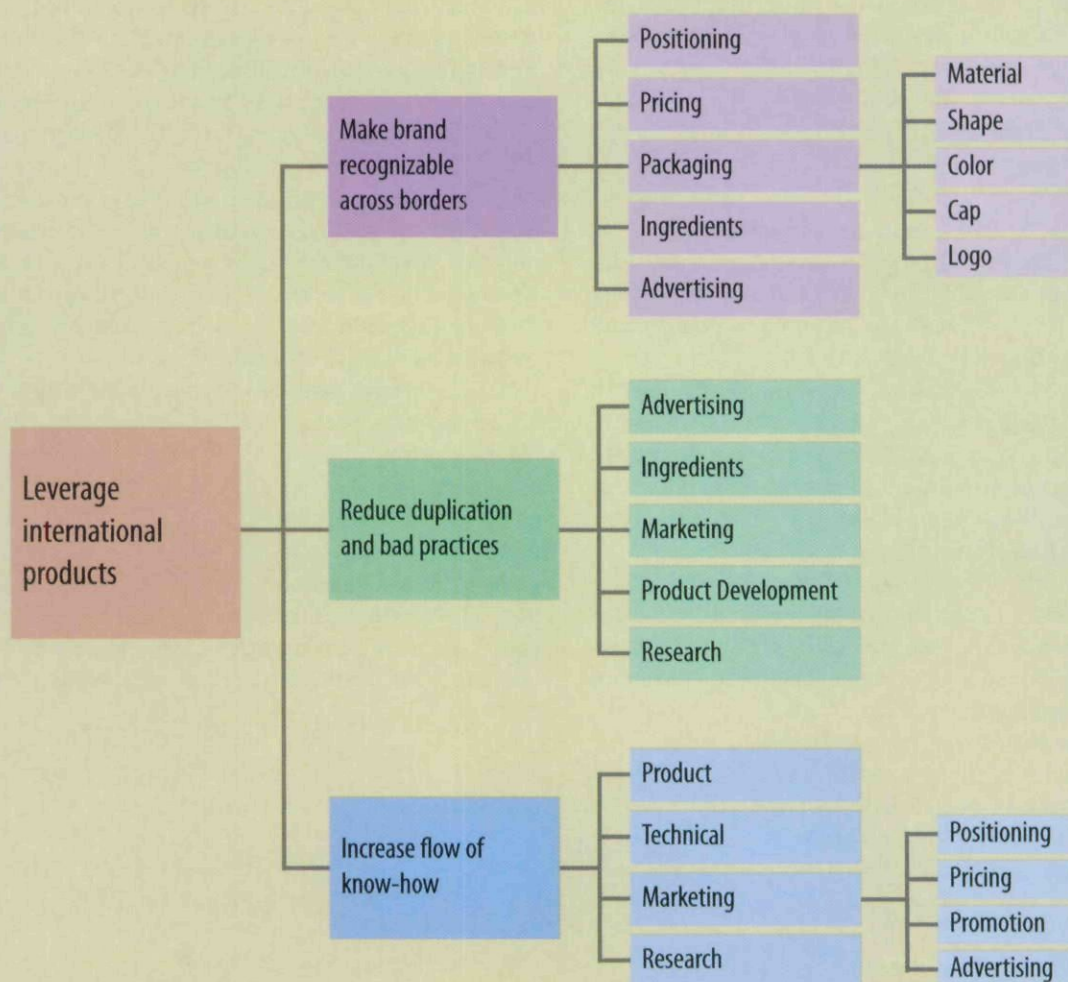 Leverage
international
products
Make brand
recognizable
across borders
Positioning
Pricing
Packaging
Ingredients
Advertising
Material
Shape
Color
Cap
Logo
Reduce duplication
and bad practices
Advertising
Ingredients
Marketing
Product Development
Research
Increase flow of
know-how
Product
Technical
Marketing
Research
Positioning
Pricing
Promotion
Advertising